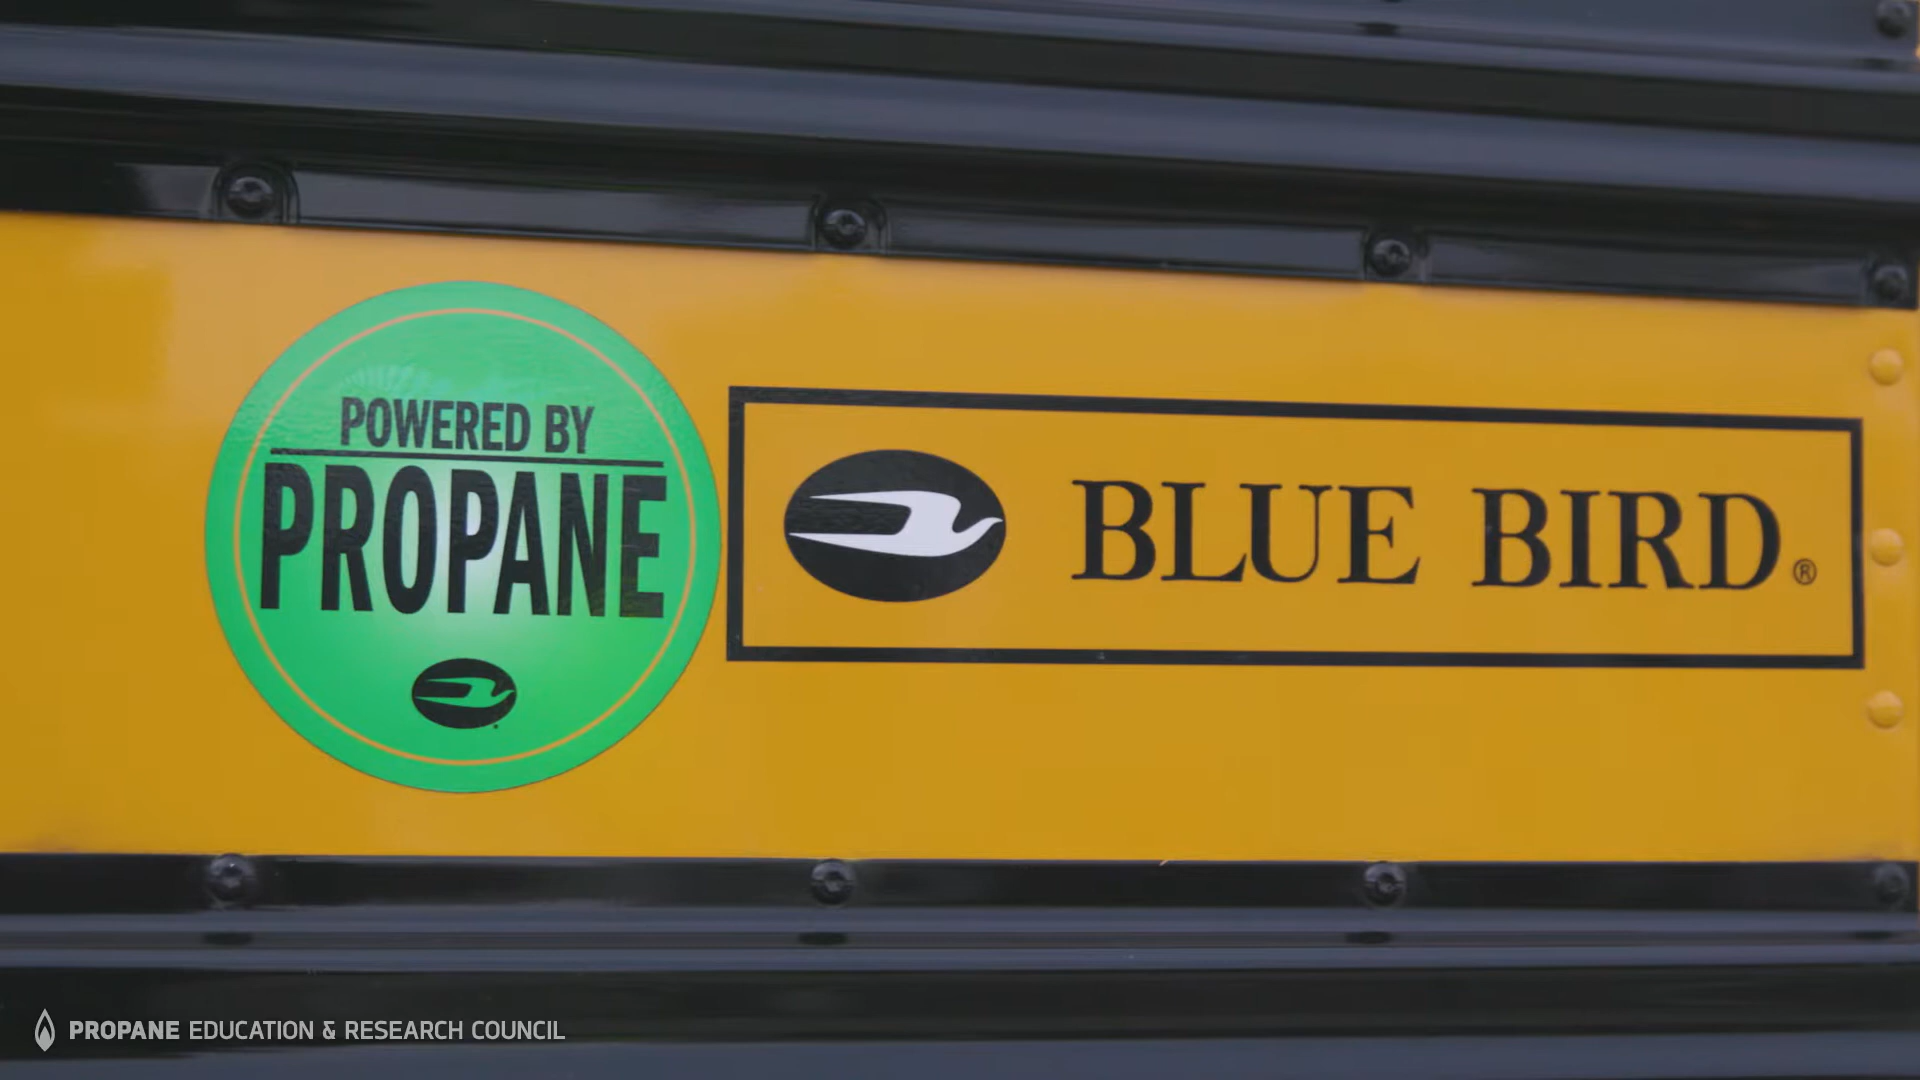 POWERED BY
PROPANE
BLUE BIRD®
PROPANE EDUCATION & RESEARCH COUNCIL